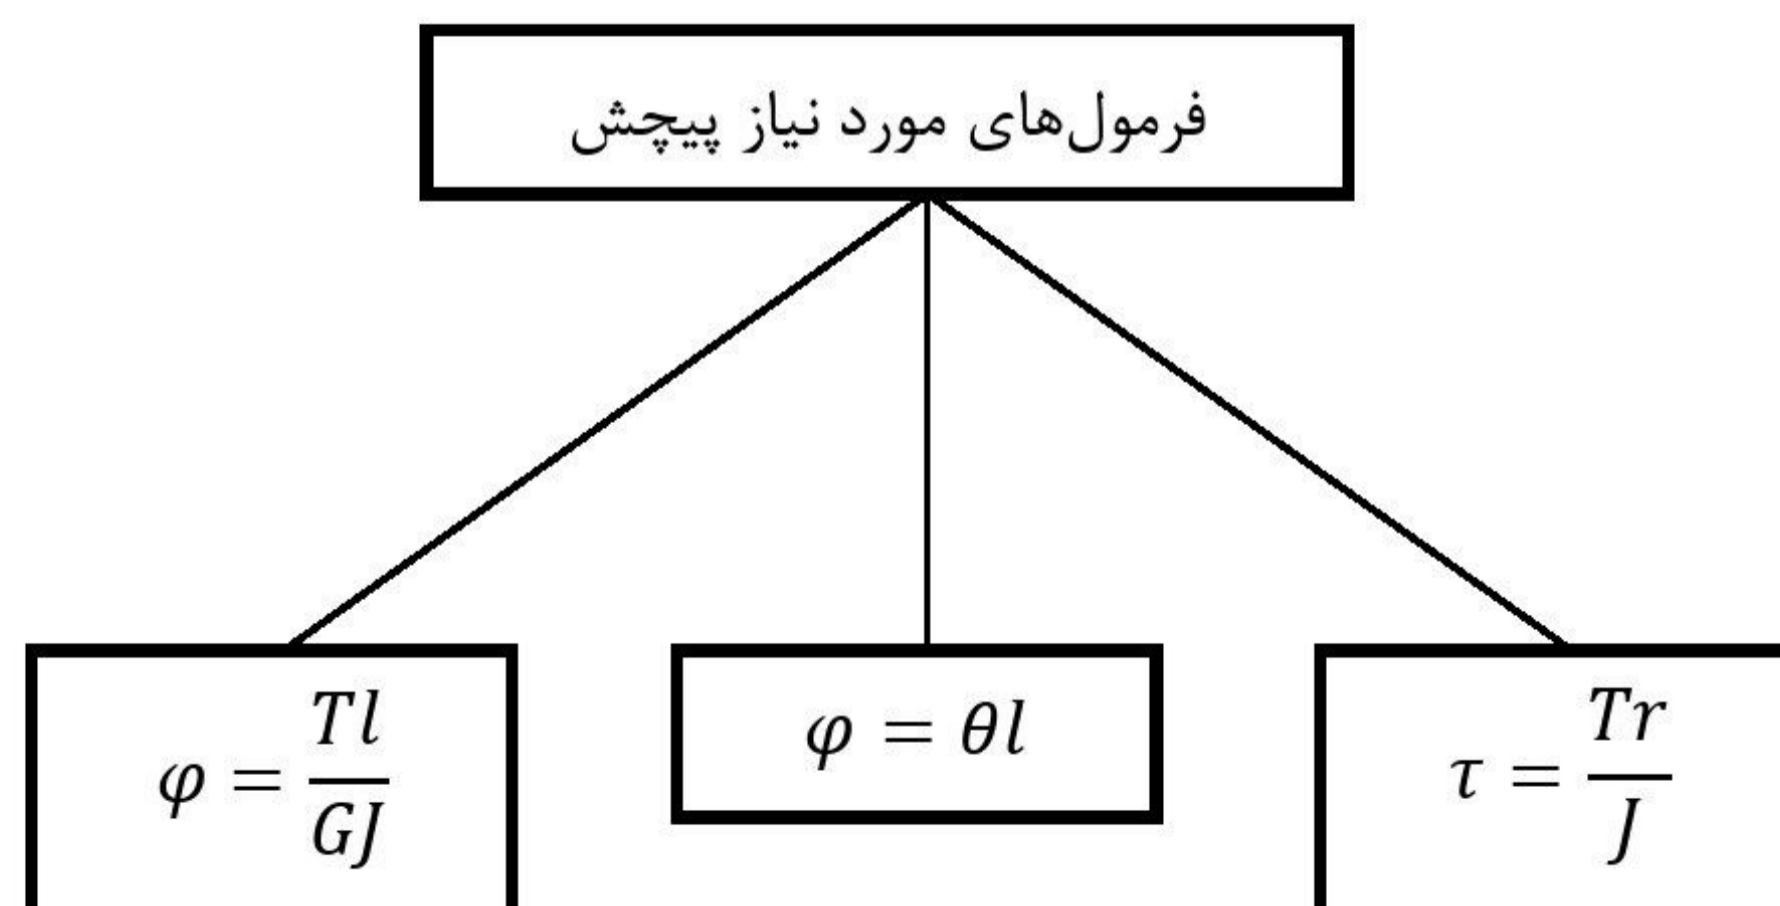 فرمول‌های مورد نیاز پیچش
φ = Tl/GJ
φ = θl
τ = Tr/J